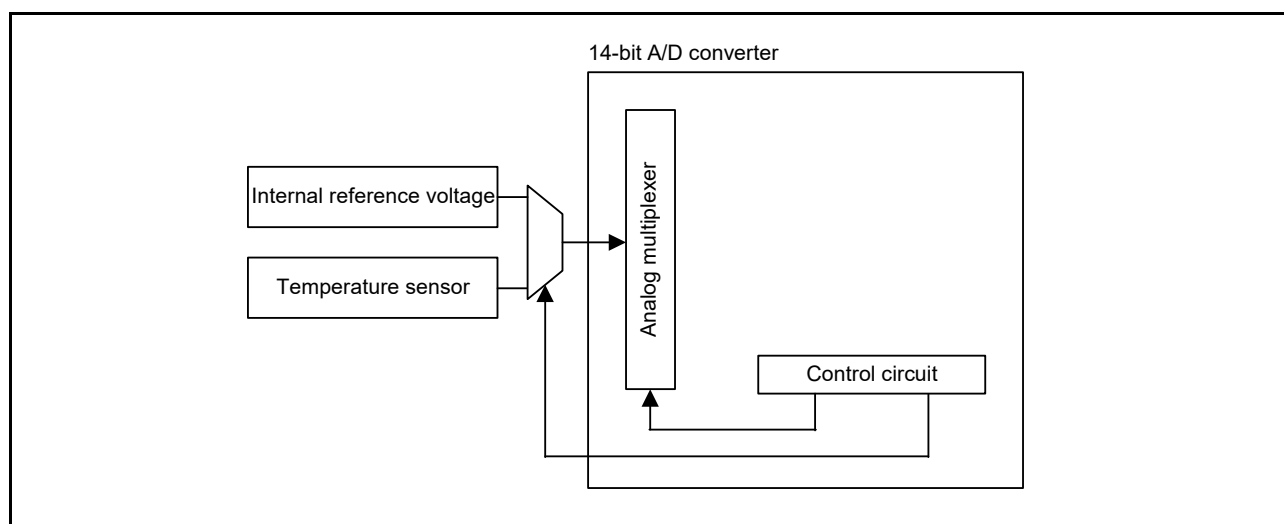 14-bit A/D converter
Internal reference voltage
Temperature sensor
Analog multiplexer
Control circuit